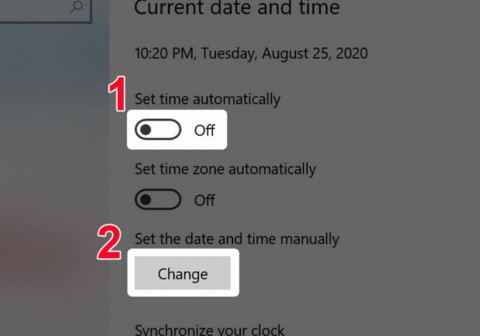 Current date and time
10:20 PM, Tuesday, August 25, 2020
1
Set time automatically
Off
Set time zone automatically
Off
2
Set the date and time manually
Change
Synchronize your clock